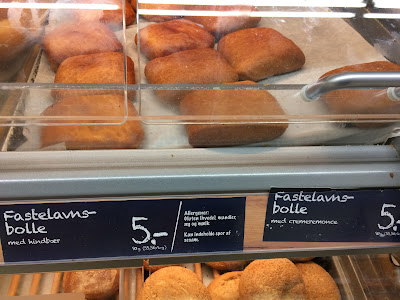 Fastelavns-
bolle
med hindbær
5.-
Allergener:
Gluten (hvede), mandler,
æg og mælk.
Kan indeholde spor af
sesam.
Fastelavns-
bolle
med cremeremonce
5.-